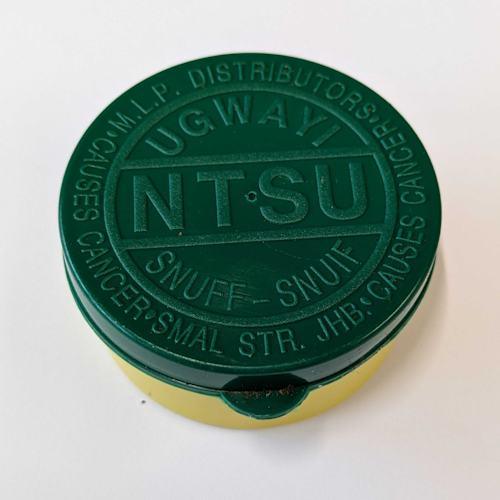 W.L.P. DISTRIBUTORS•CAUSES CANCER•
SMAL STR. JHB.•CAUSES CANCER•
UGWAYI
NTSU
SNUFF - SNUIF